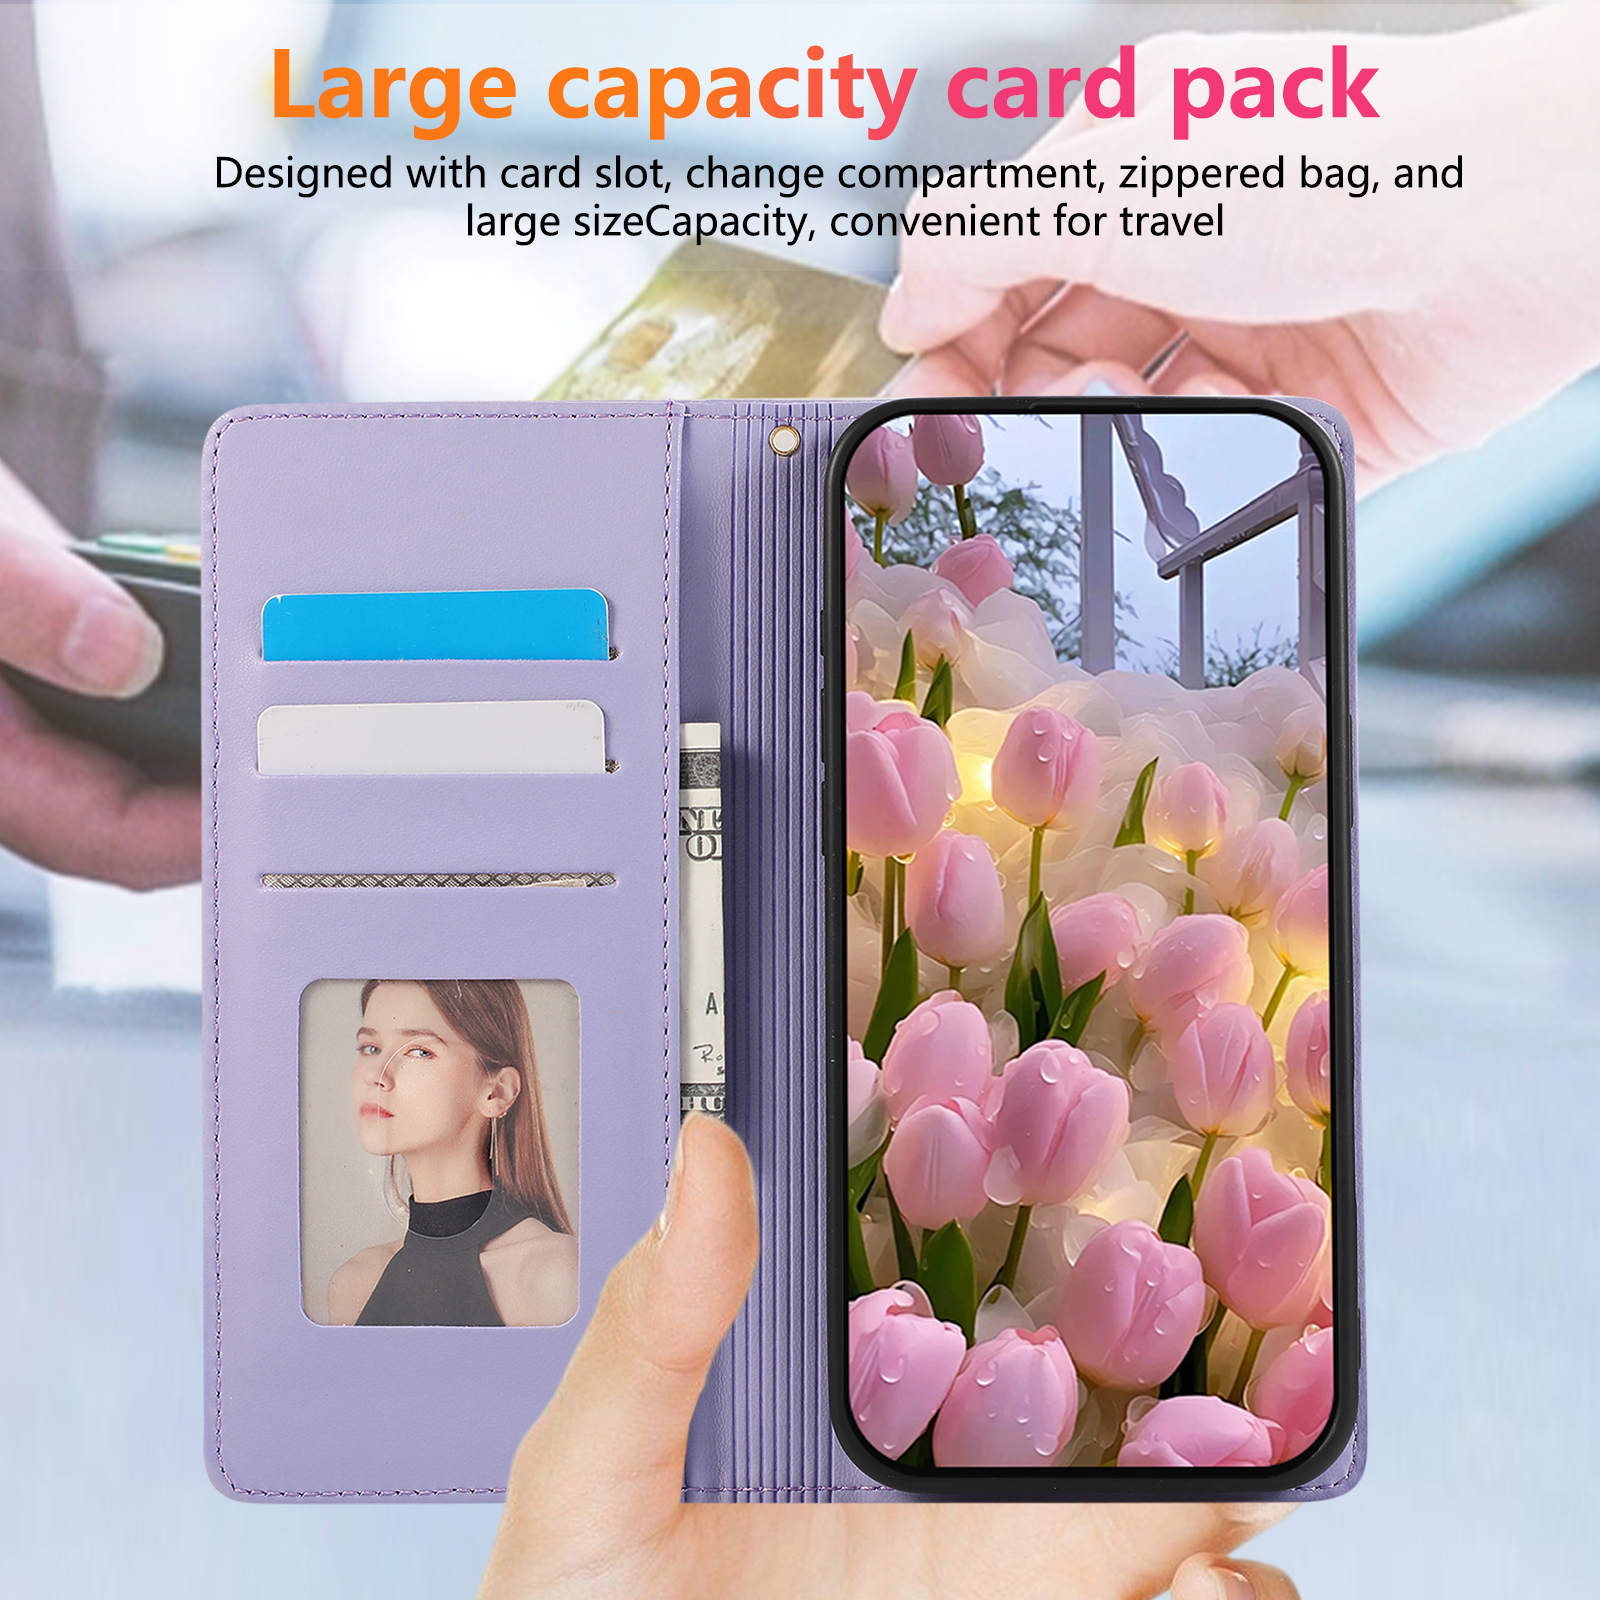 Large capacity card pack
Designed with card slot, change compartment, zippered bag, and
large sizeCapacity, convenient for travel